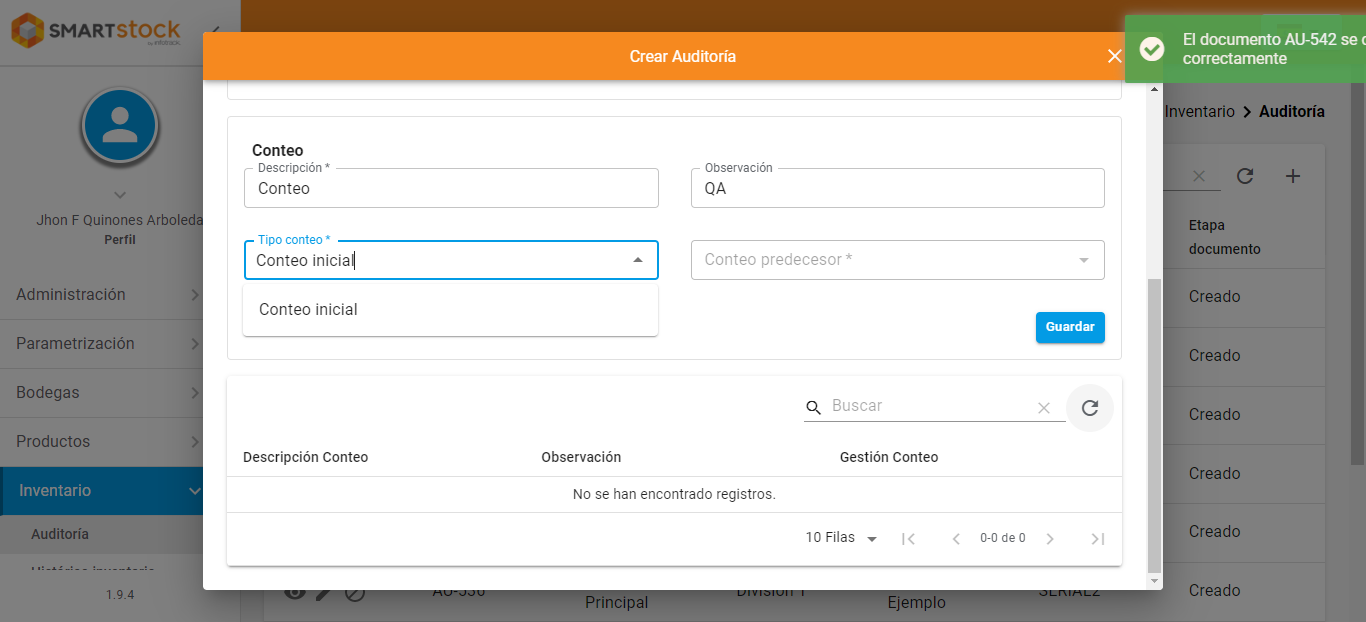 SMARTstock
by infotrack
Crear Auditoría
El documento AU-542 se
correctamente
Inventario > Auditoría
Jhon F Quinones Arboleda
Perfil
Administración
Parametrización
Bodegas
Productos
Inventario
Auditoría
Histórico inventario
1.9.4
Conteo
Descripción *
Conteo
Observación
QA
Tipo conteo *
Conteo inicial
Conteo predecesor *
Conteo inicial
Guardar
Buscar
Descripción Conteo Observación Gestión Conteo
No se han encontrado registros.
10 Filas 0-0 de 0
Etapa
documento
Creado
Creado
Creado
Creado
Creado
AU-530 Principal División 1 Ejemplo SERIAL2 Creado